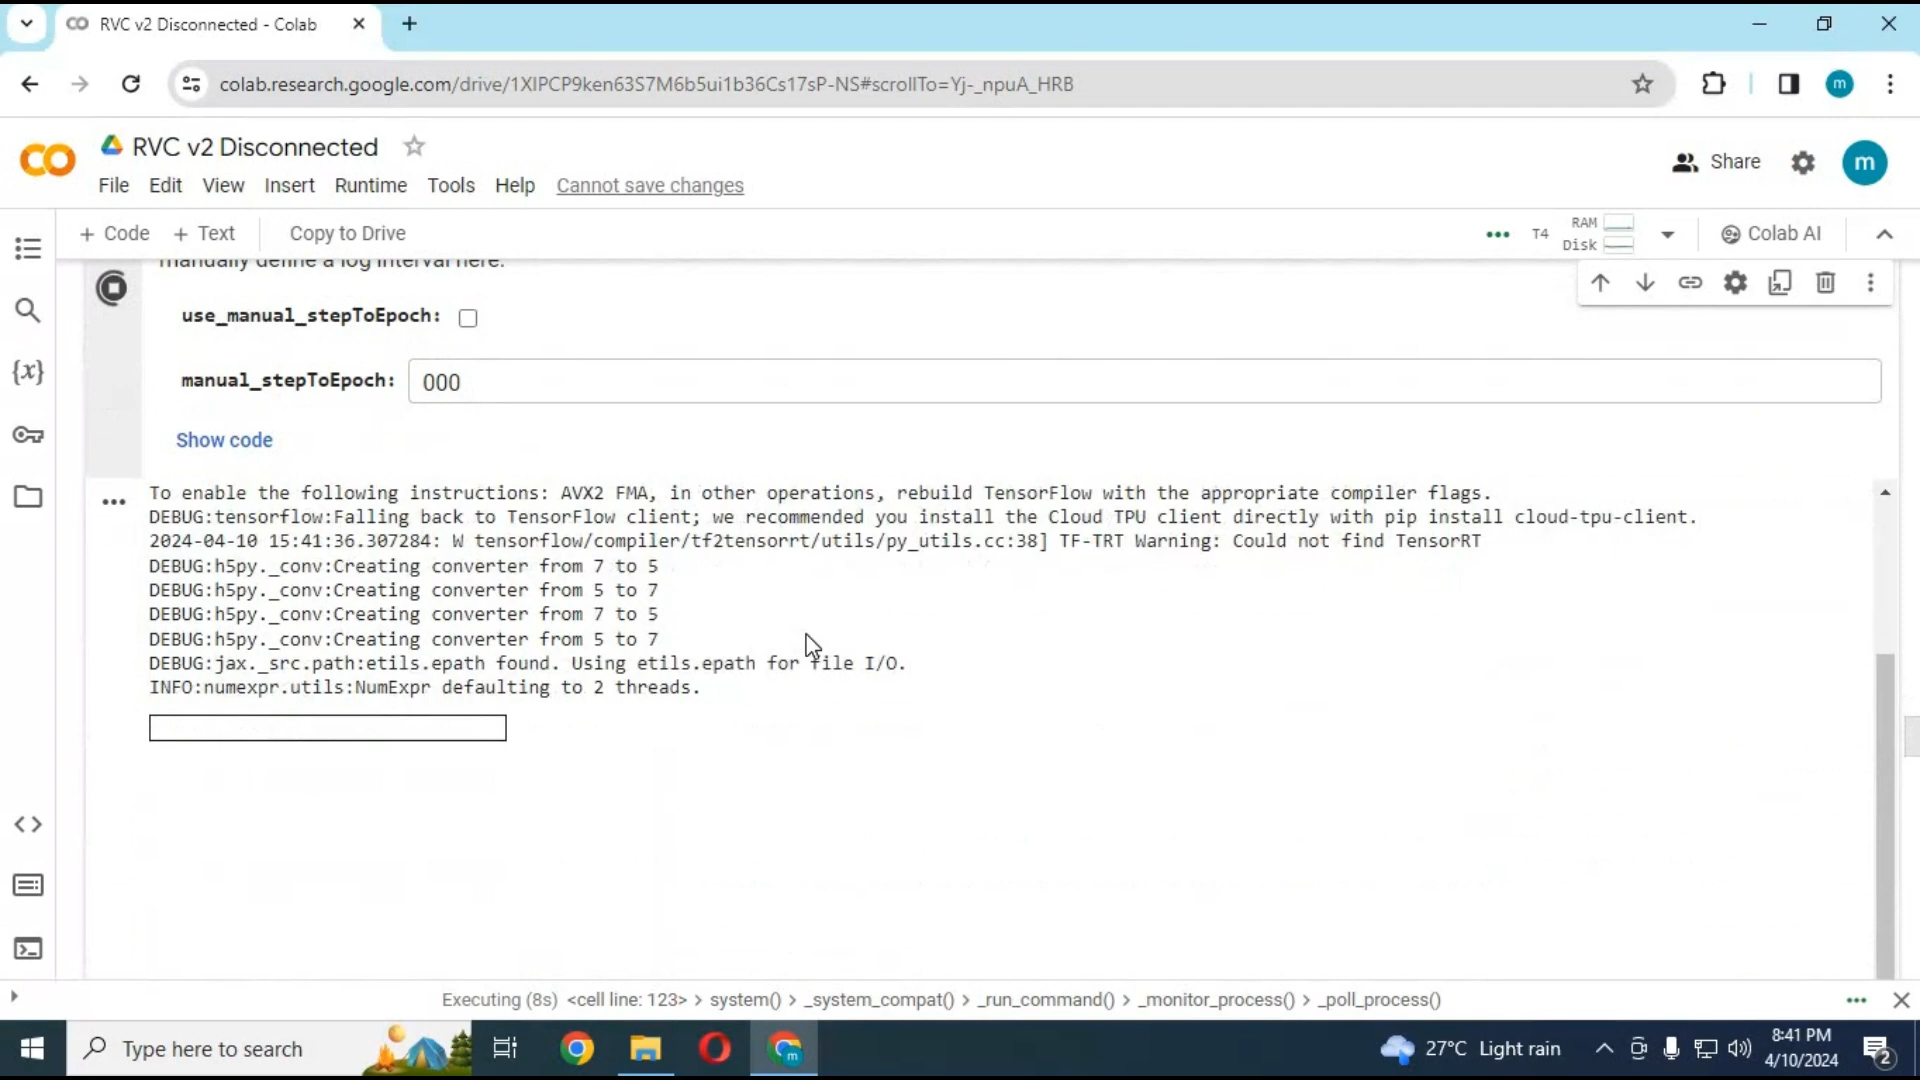 RVC v2 Disconnected - Colab
colab.research.google.com/drive/1XIPCP9ken63S7M6b5ui1b36Cs17sP-NS#scrollTo=Yj-_npuA_HRB
m
RVC v2 Disconnected
Share
m
File Edit View Insert Runtime Tools Help Cannot save changes
+ Code + Text Copy to Drive
T4 RAM Disk
Colab AI
manually define a log interval here.
use_manual_stepToEpoch:
manual_stepToEpoch: 000
Show code
To enable the following instructions: AVX2 FMA, in other operations, rebuild TensorFlow with the appropriate compiler flags.
DEBUG:tensorflow:Falling back to TensorFlow client; we recommended you install the Cloud TPU client directly with pip install cloud-tpu-client.
2024-04-10 15:41:36.307284: W tensorflow/compiler/tf2tensorrt/utils/py_utils.cc:38] TF-TRT Warning: Could not find TensorRT
DEBUG:h5py._conv:Creating converter from 7 to 5
DEBUG:h5py._conv:Creating converter from 5 to 7
DEBUG:h5py._conv:Creating converter from 7 to 5
DEBUG:h5py._conv:Creating converter from 5 to 7
DEBUG:jax._src.path:etils.epath found. Using etils.epath for file I/O.
INFO:numexpr.utils:NumExpr defaulting to 2 threads.
Executing (8s) <cell line: 123> > system() > _system_compat() > _run_command() > _monitor_process() > _poll_process()
Type here to search
m
27°C Light rain
8:41 PM
4/10/2024
2